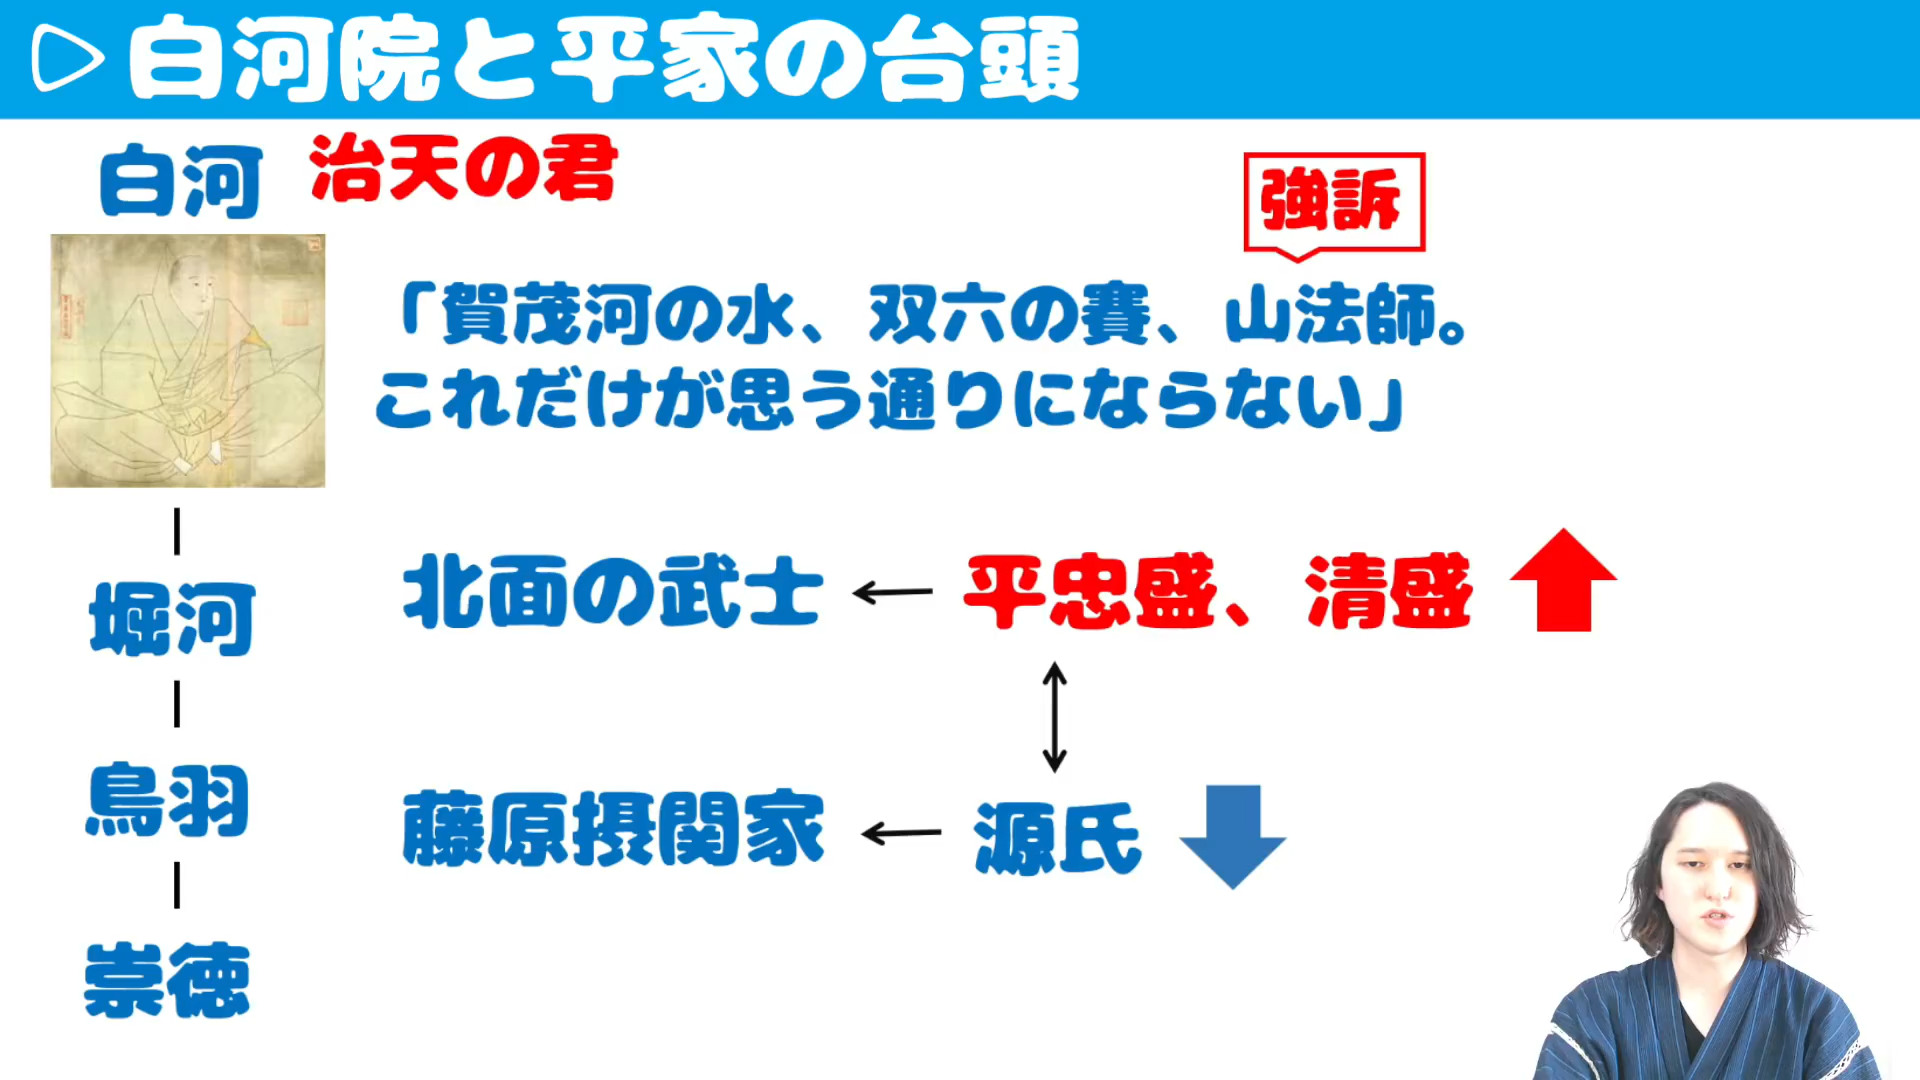 白河院と平家の台頭
白河
治天の君
強訴
「賀茂河の水、双六の賽、山法師。
これだけが思う通りにならない」
北面の武士
平忠盛、清盛
堀河
鳥羽
藤原摂関家
源氏
崇徳